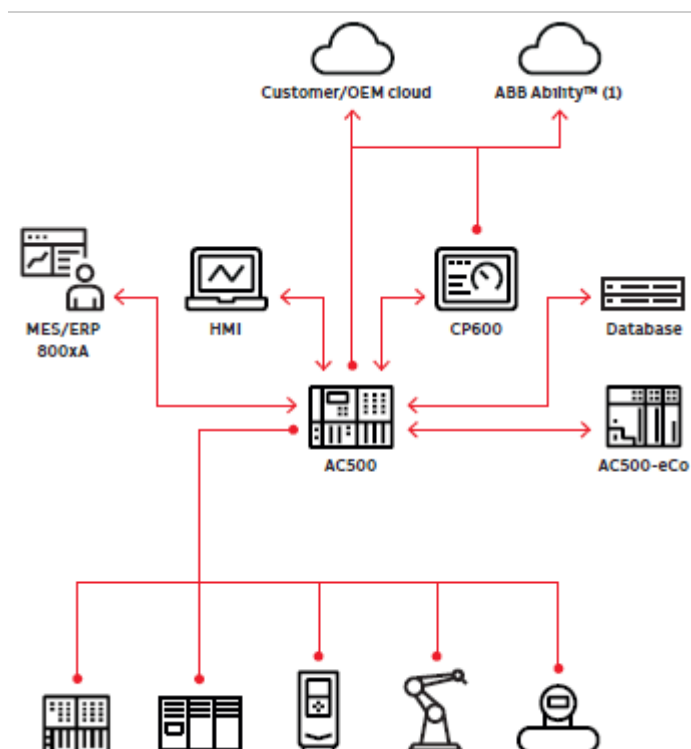 Customer/OEM cloud
ABB Ability™ (1)
MES/ERP
800xA
HMI
CP600
Database
AC500
AC500-eCo